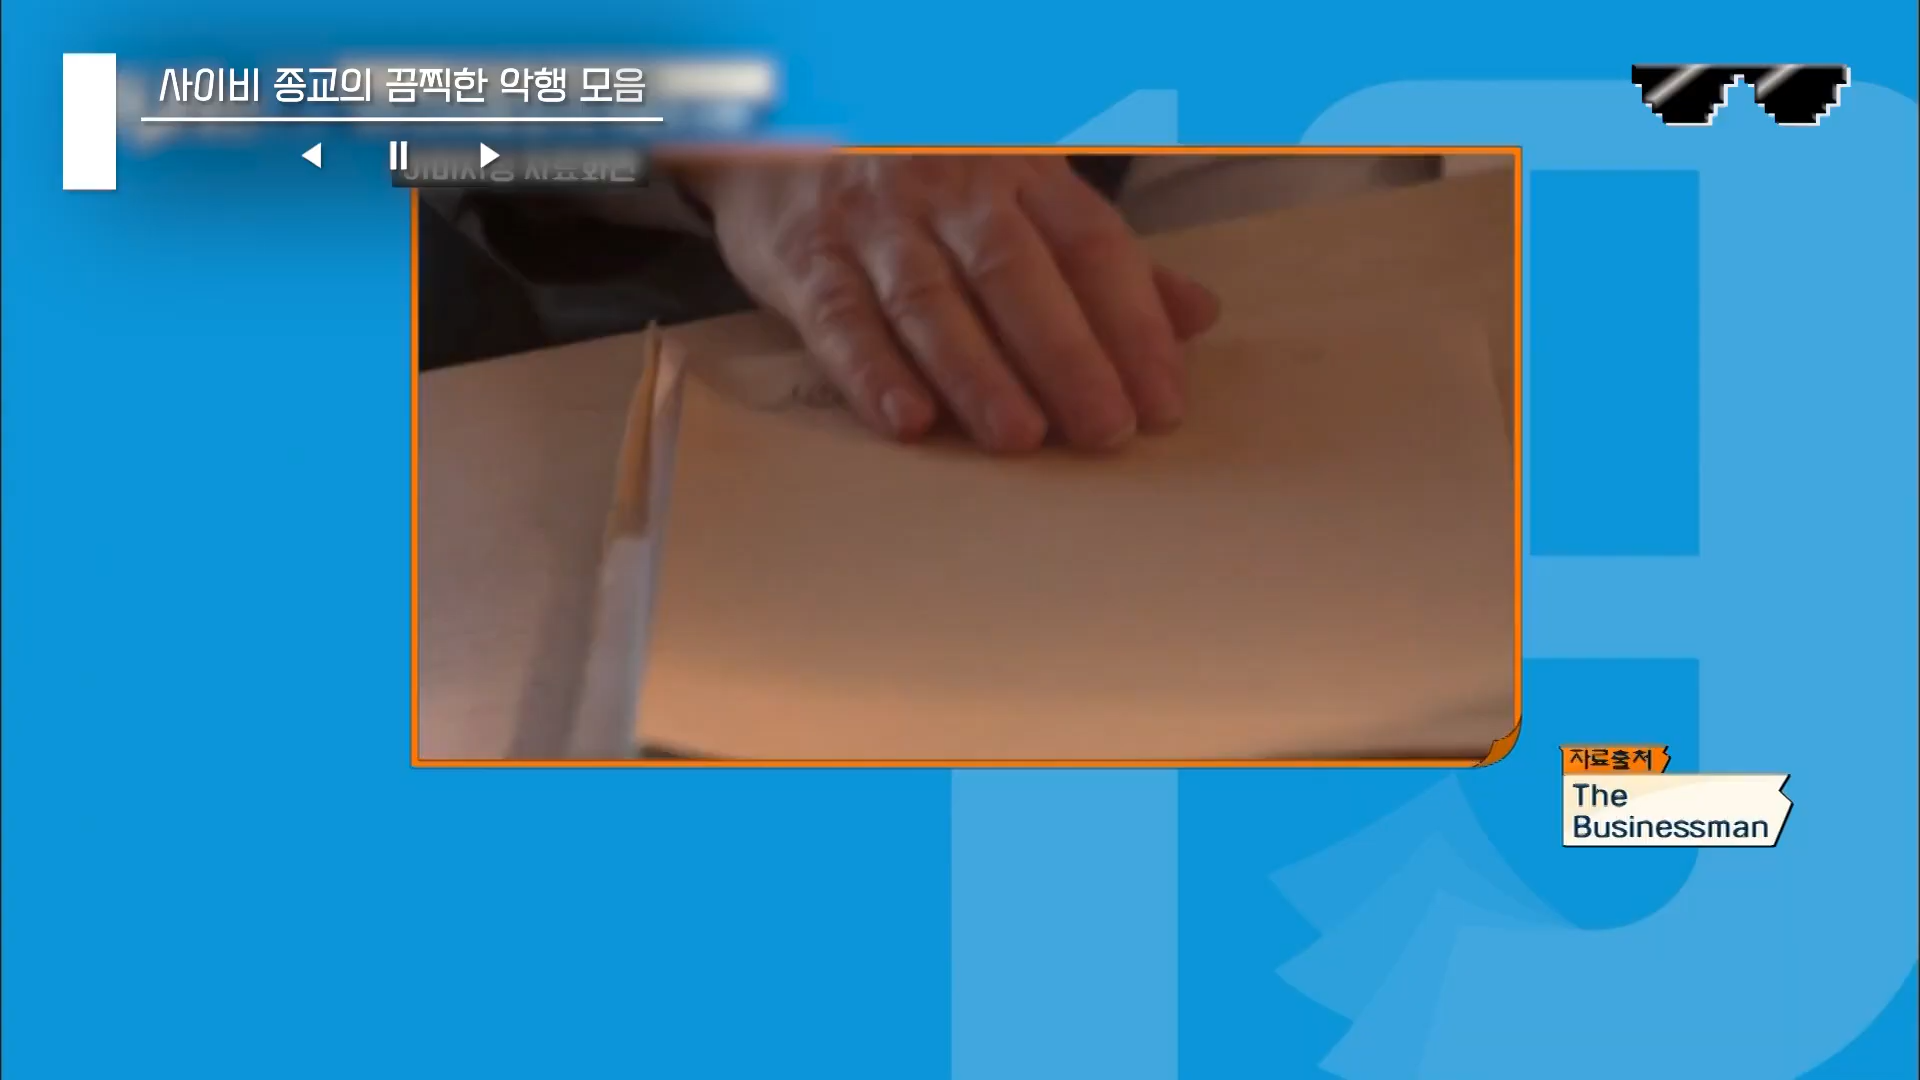 사이비 종교의 끔찍한 악행 모음
자료출처
The
Businessman